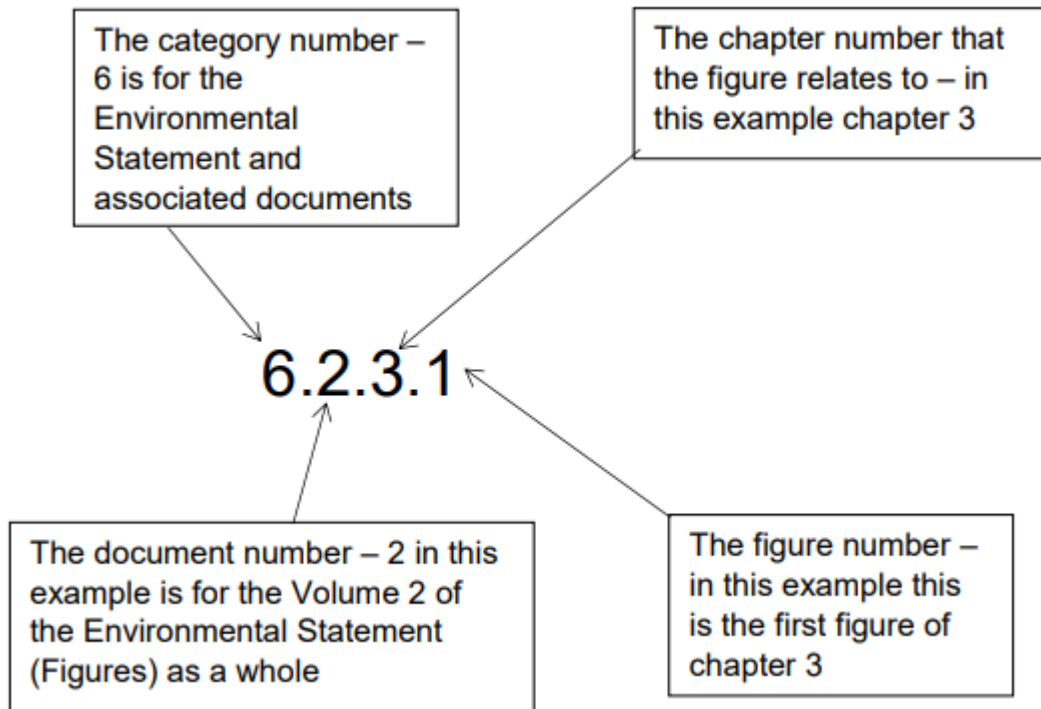 The category number –
6 is for the
Environmental
Statement and
associated documents
The chapter number that
the figure relates to – in
this example chapter 3
6.2.3.1
The document number – 2 in this
example is for the Volume 2 of
the Environmental Statement
(Figures) as a whole
The figure number –
in this example this
is the first figure of
chapter 3